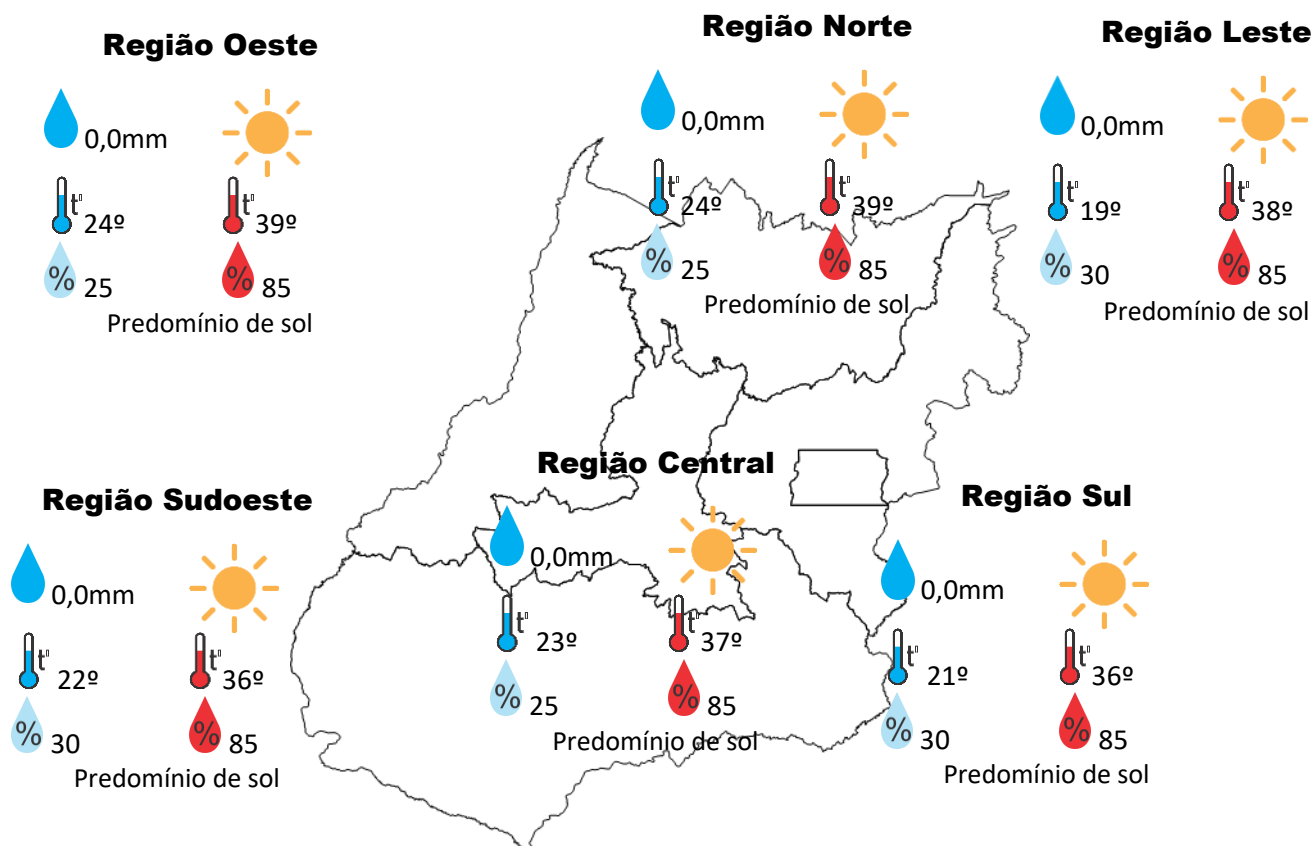 Região Oeste
0,0mm
t°
24º
t°
39º
%
25
%
85
Predomínio de sol
Região Norte
0,0mm
t°
24º
t°
39º
%
25
%
85
Predomínio de sol
Região Leste
0,0mm
t°
19º
t°
38º
%
30
%
85
Predomínio de sol
Região Sudoeste
0,0mm
t°
22º
t°
36º
%
30
%
85
Predomínio de sol
Região Central
0,0mm
t°
23º
t°
37º
%
25
%
85
Predomínio de sol
Região Sul
0,0mm
t°
21º
t°
36º
%
30
%
85
Predomínio de sol